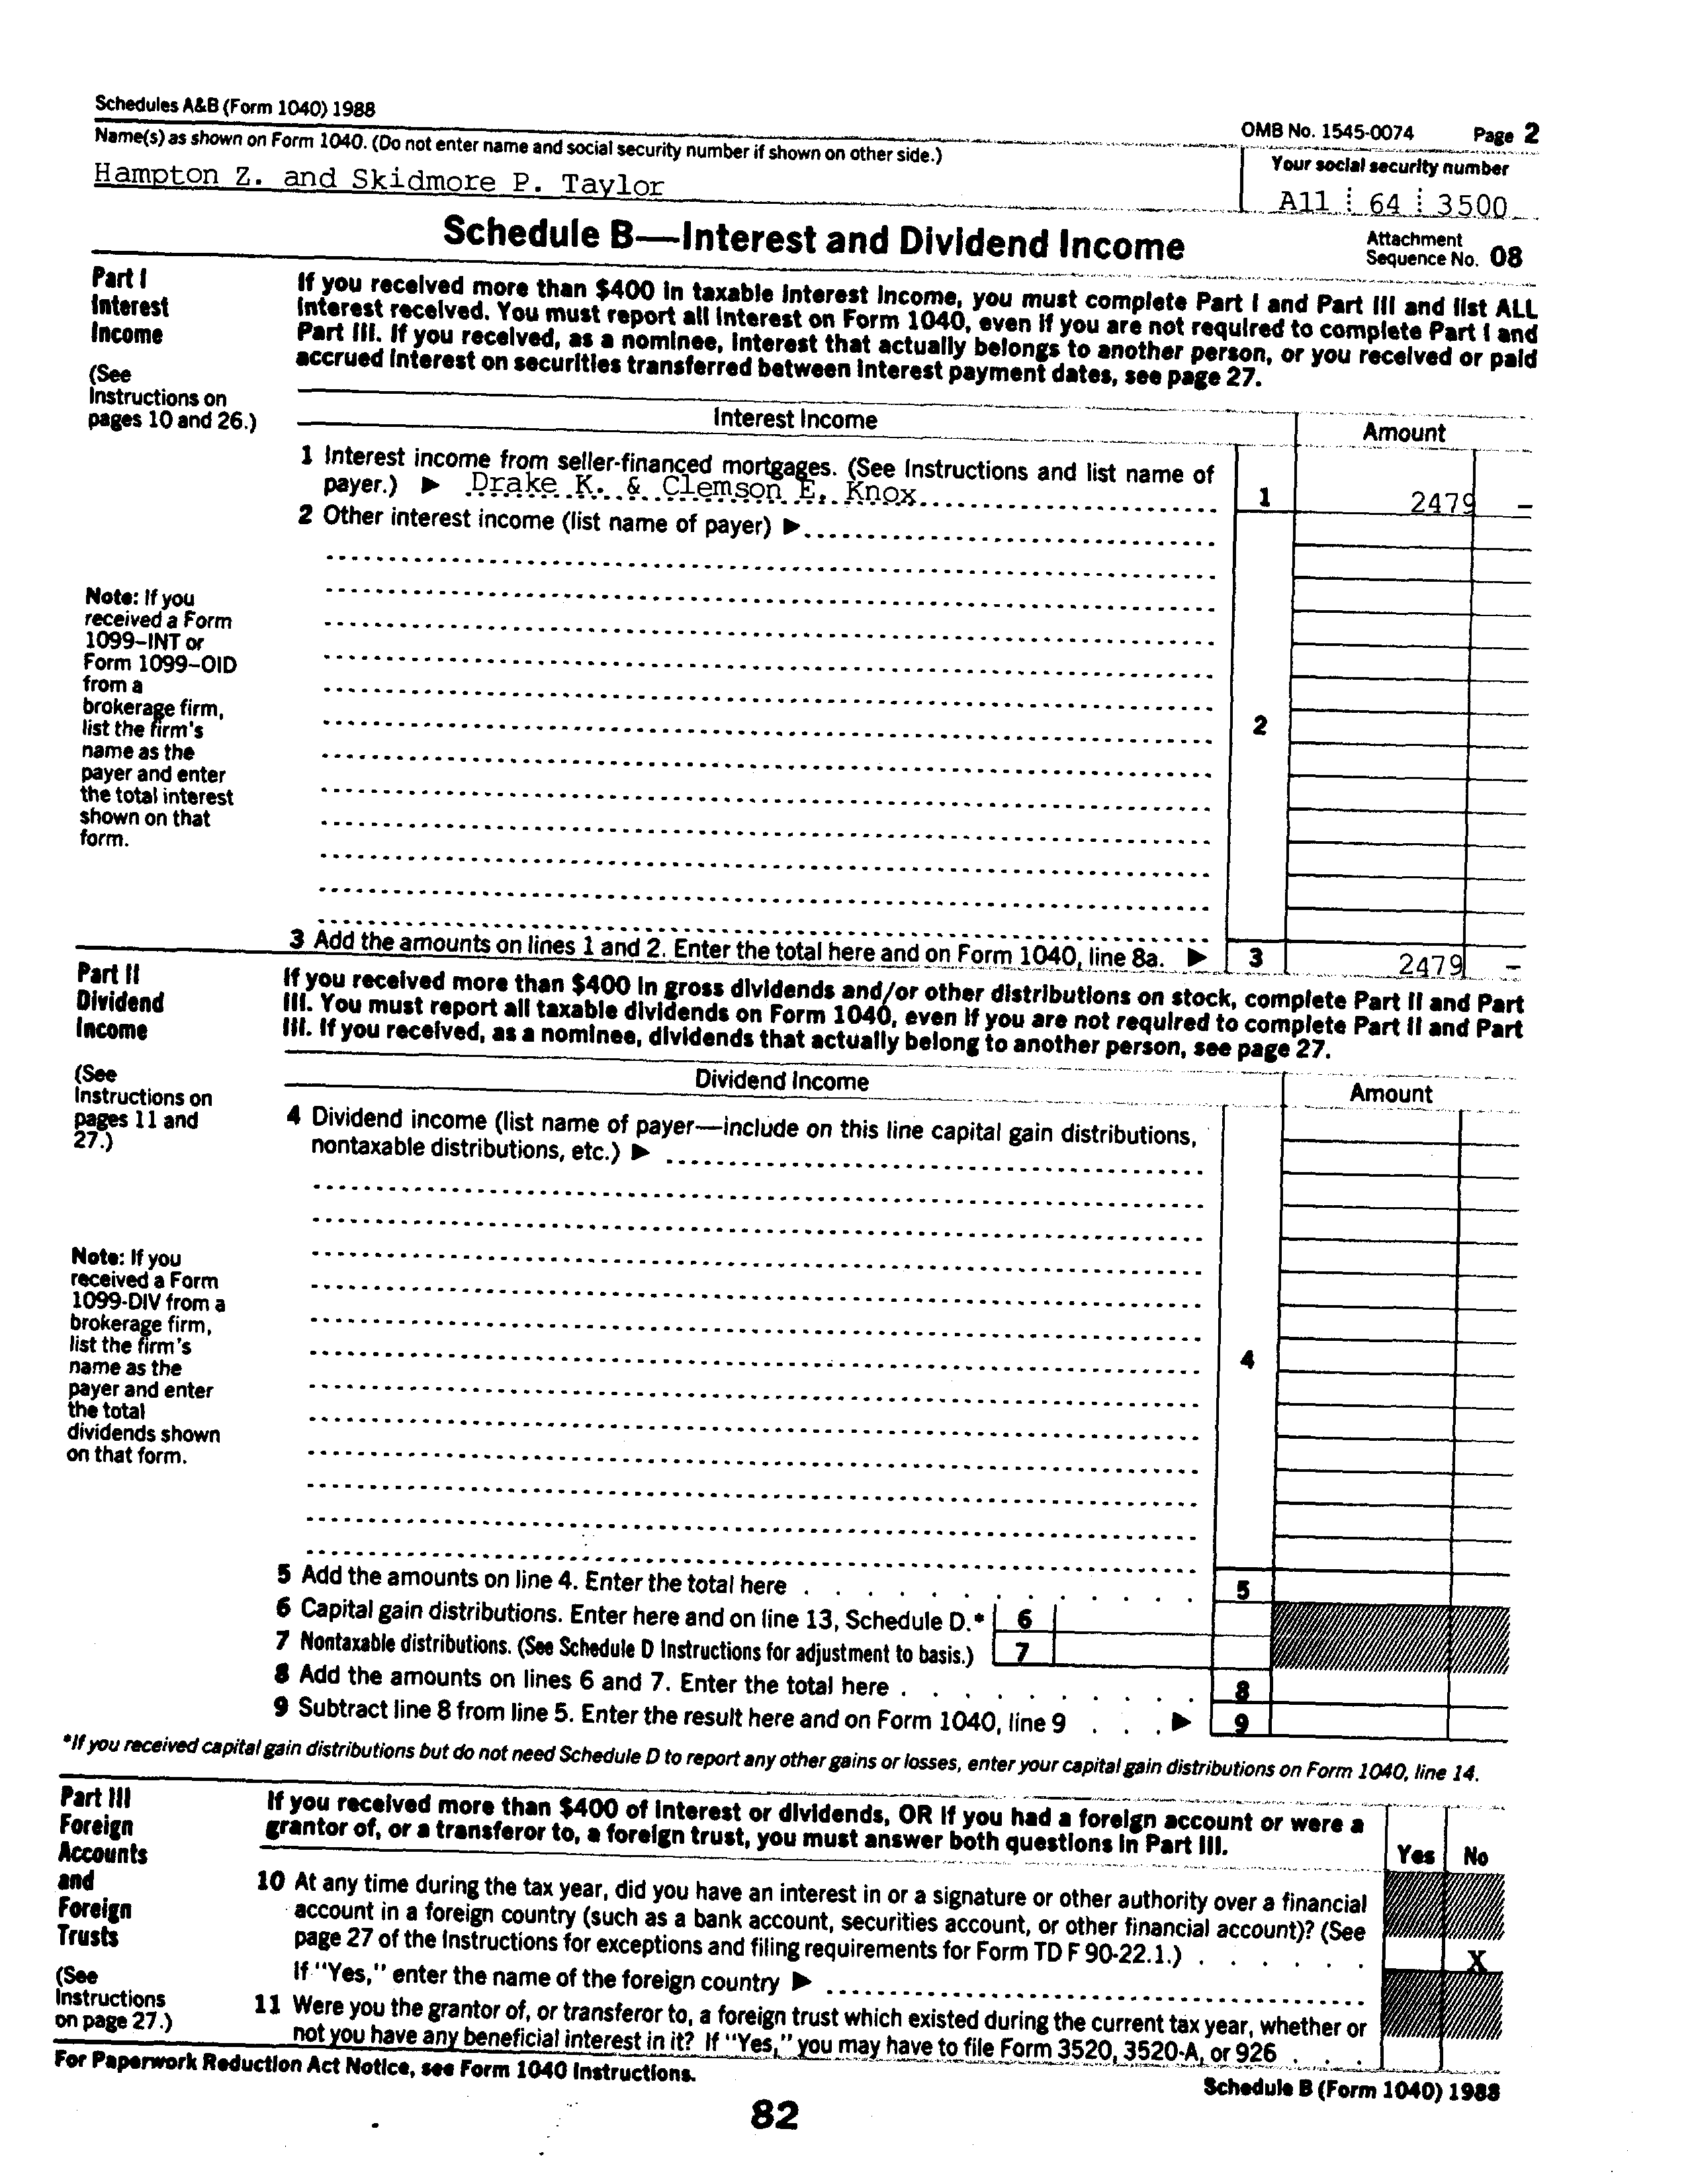 Schedules A&B (Form 1040) 1988
OMB No. 1545-0074 Page 2
Name(s) as shown on Form 1040. (Do not enter name and social security number if shown on other side.)
Your social security number
Hampton Z. and Skidmore P. Taylor
A11 64 3500
Schedule B—Interest and Dividend Income
Attachment
Sequence No. 08
Part I
Interest
Income
(See
Instructions on
pages 10 and 26.)
If you received more than $400 in taxable interest income, you must complete Part I and Part III and list ALL
interest received. You must report all interest on Form 1040, even if you are not required to complete Part I and
Part III. If you received, as a nominee, interest that actually belongs to another person, or you received or paid
accrued interest on securities transferred between interest payment dates, see page 27.
Interest Income
Amount
1 Interest income from seller-financed mortgages. (See Instructions and list name of
payer.) ▶ Drake K. & Clemson E. Knox
1 2479 –
2 Other interest income (list name of payer) ▶
Note: If you
received a Form
1099–INT or
Form 1099–OID
from a
brokerage firm,
list the firm's
name as the
payer and enter
the total interest
shown on that
form.
2
3 Add the amounts on lines 1 and 2. Enter the total here and on Form 1040, line 8a. ▶ 3 2479 –
Part II
Dividend
Income
(See
Instructions on
pages 11 and
27.)
If you received more than $400 in gross dividends and/or other distributions on stock, complete Part II and Part
III. You must report all taxable dividends on Form 1040, even if you are not required to complete Part II and Part
III. If you received, as a nominee, dividends that actually belong to another person, see page 27.
Dividend Income
Amount
4 Dividend income (list name of payer—include on this line capital gain distributions,
nontaxable distributions, etc.) ▶
Note: If you
received a Form
1099-DIV from a
brokerage firm,
list the firm's
name as the
payer and enter
the total
dividends shown
on that form.
4
5 Add the amounts on line 4. Enter the total here . . . . . . . . . . . . 5
6 Capital gain distributions. Enter here and on line 13, Schedule D.* 6
7 Nontaxable distributions. (See Schedule D Instructions for adjustment to basis.) 7
8 Add the amounts on lines 6 and 7. Enter the total here . . . . . . . . . . 8
9 Subtract line 8 from line 5. Enter the result here and on Form 1040, line 9 . . . ▶ 9
*If you received capital gain distributions but do not need Schedule D to report any other gains or losses, enter your capital gain distributions on Form 1040, line 14.
Part III
Foreign
Accounts
and
Foreign
Trusts
(See
Instructions
on page 27.)
If you received more than $400 of interest or dividends, OR if you had a foreign account or were a
grantor of, or a transferor to, a foreign trust, you must answer both questions in Part III.
Yes No
10 At any time during the tax year, did you have an interest in or a signature or other authority over a financial
account in a foreign country (such as a bank account, securities account, or other financial account)? (See
page 27 of the Instructions for exceptions and filing requirements for Form TD F 90-22.1.) . . . . . . X
If "Yes," enter the name of the foreign country ▶
11 Were you the grantor of, or transferor to, a foreign trust which existed during the current tax year, whether or
not you have any beneficial interest in it? If "Yes," you may have to file Form 3520, 3520-A, or 926 . . .
For Paperwork Reduction Act Notice, see Form 1040 Instructions.
Schedule B (Form 1040) 1988
82